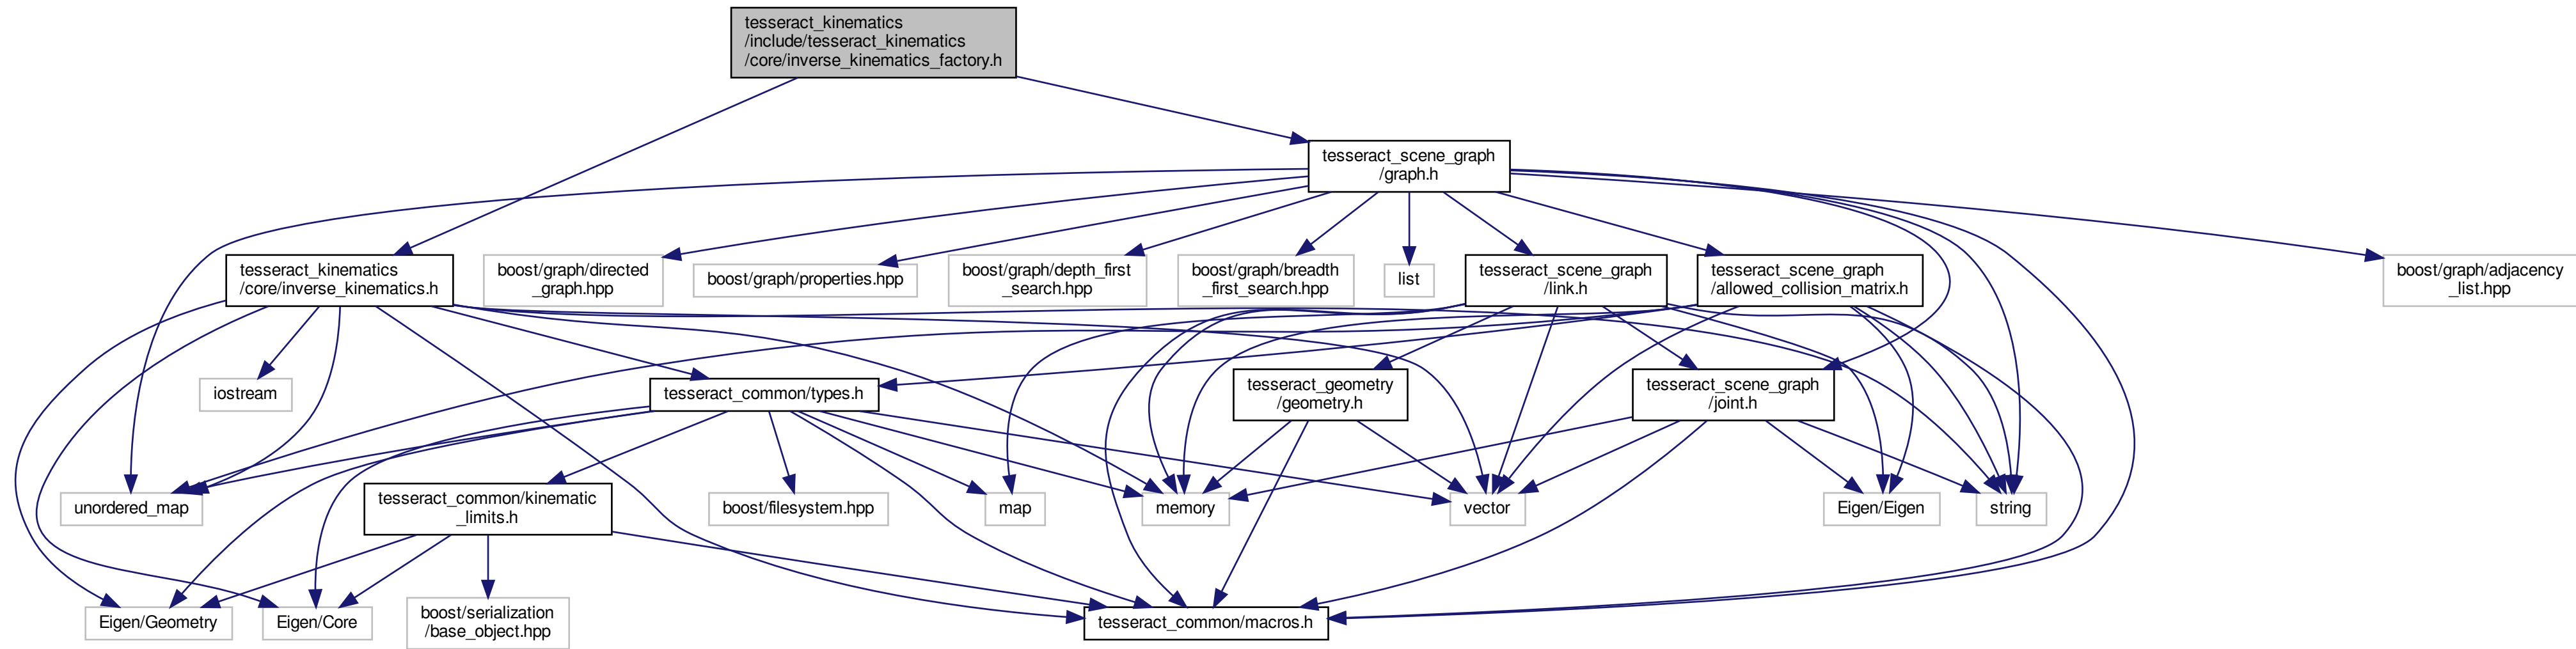 tesseract_kinematics
/include/tesseract_kinematics
/core/inverse_kinematics_factory.h
tesseract_scene_graph
/graph.h
tesseract_kinematics
/core/inverse_kinematics.h
boost/graph/directed
_graph.hpp
boost/graph/properties.hpp
boost/graph/depth_first
_search.hpp
boost/graph/breadth
_first_search.hpp
list
tesseract_scene_graph
/link.h
tesseract_scene_graph
/allowed_collision_matrix.h
boost/graph/adjacency
_list.hpp
iostream
tesseract_common/types.h
tesseract_geometry
/geometry.h
tesseract_scene_graph
/joint.h
unordered_map
tesseract_common/kinematic
_limits.h
boost/filesystem.hpp
map
memory
vector
Eigen/Eigen
string
Eigen/Geometry
Eigen/Core
boost/serialization
/base_object.hpp
tesseract_common/macros.h